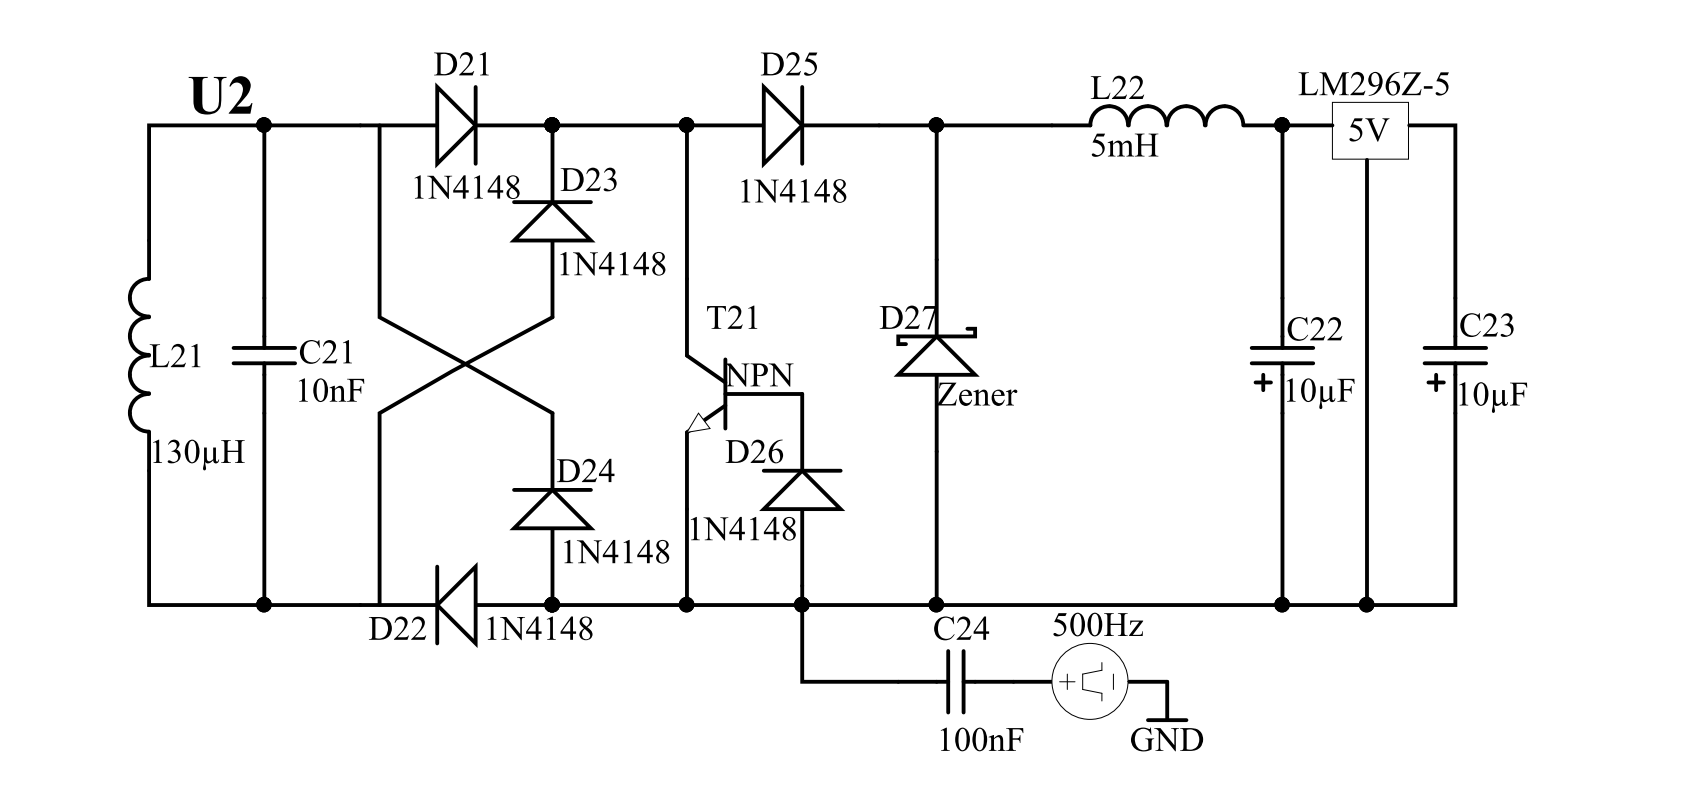 D21
D25
U2
L22
LM296Z-5
5V
5mH
1N4148
D23
1N4148
1N4148
T21
D27
C22
C23
L21
C21
10nF
NPN
+
10µF
+
10µF
Zener
130µH
D26
D24
1N4148
1N4148
D22
1N4148
C24
500Hz
+
−
100nF
GND